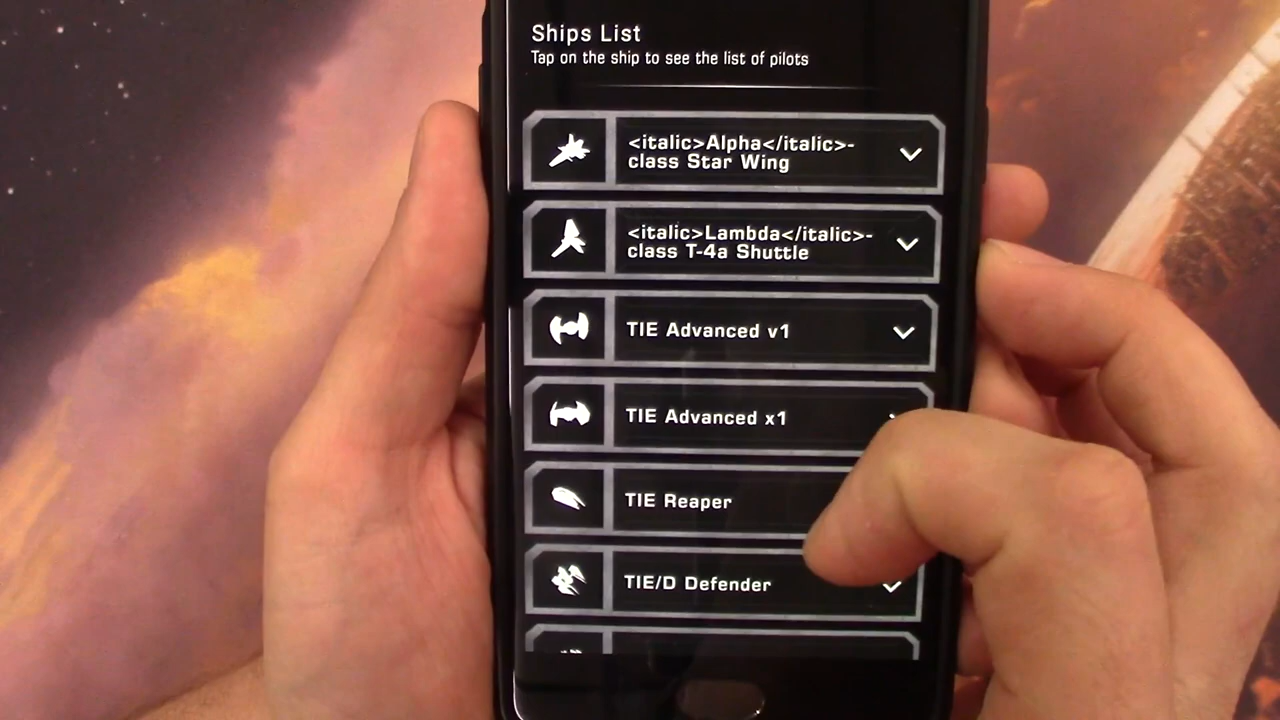 Ships List
Tap on the ship to see the list of pilots
<italic>Alpha</italic>-
class Star Wing
<italic>Lambda</italic>-
class T-4a Shuttle
TIE Advanced v1
TIE Advanced x1
TIE Reaper
TIE/D Defender